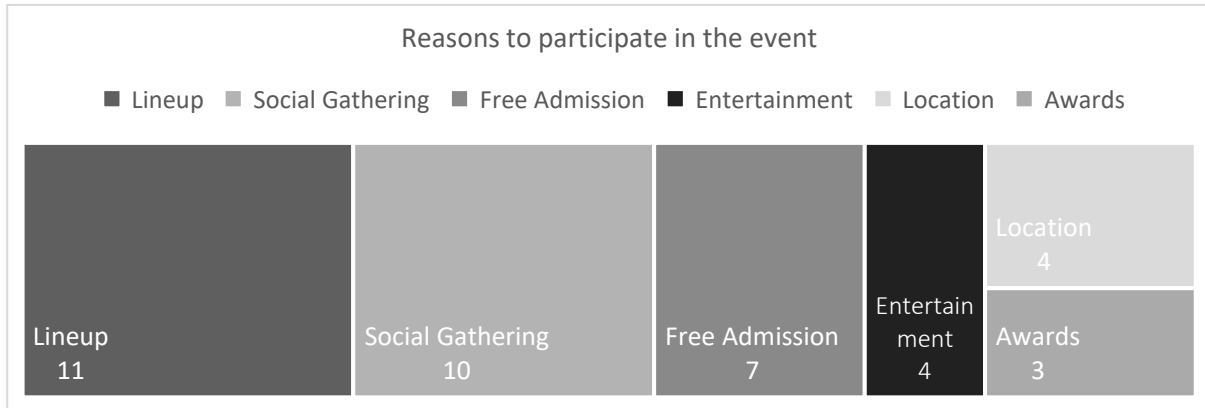 Reasons to participate in the event
Lineup Social Gathering Free Admission Entertainment Location Awards
Lineup
11
Social Gathering
10
Free Admission
7
Entertain
ment
4
Location
4
Awards
3